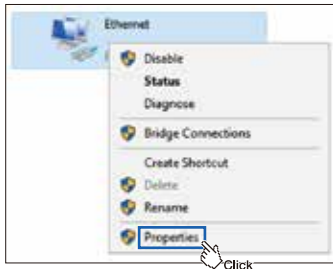 Ethernet
Disable
Status
Diagnose
Bridge Connections
Create Shortcut
Delete
Rename
Properties
Click